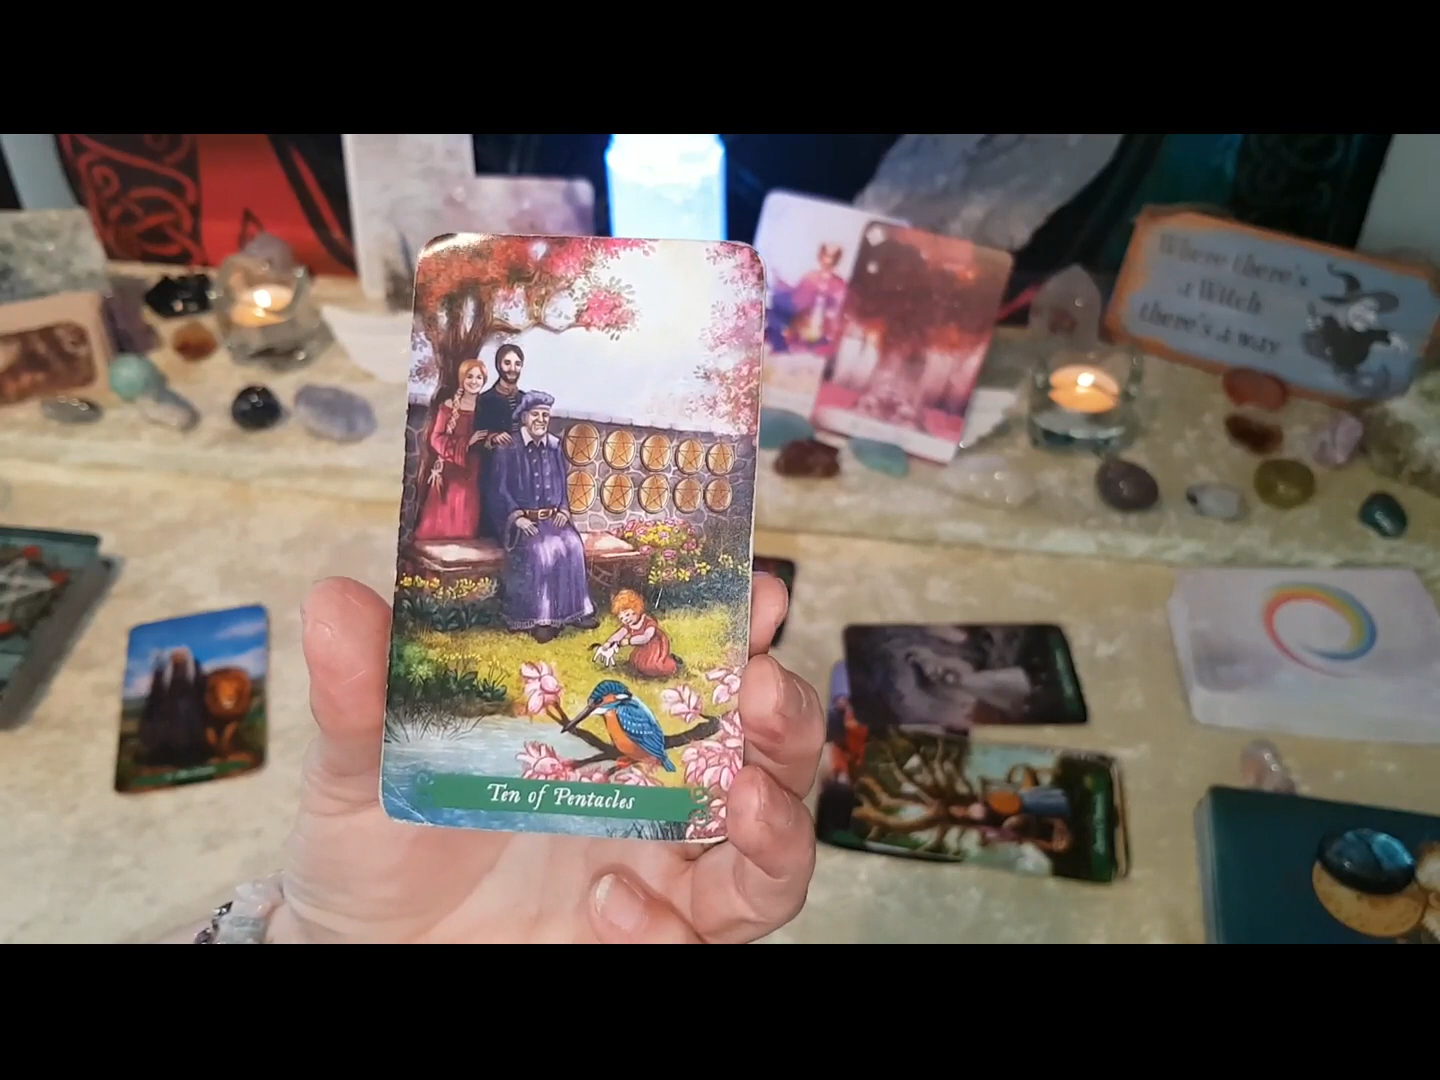 Where there's
a Witch
there's a way
Ten of Pentacles